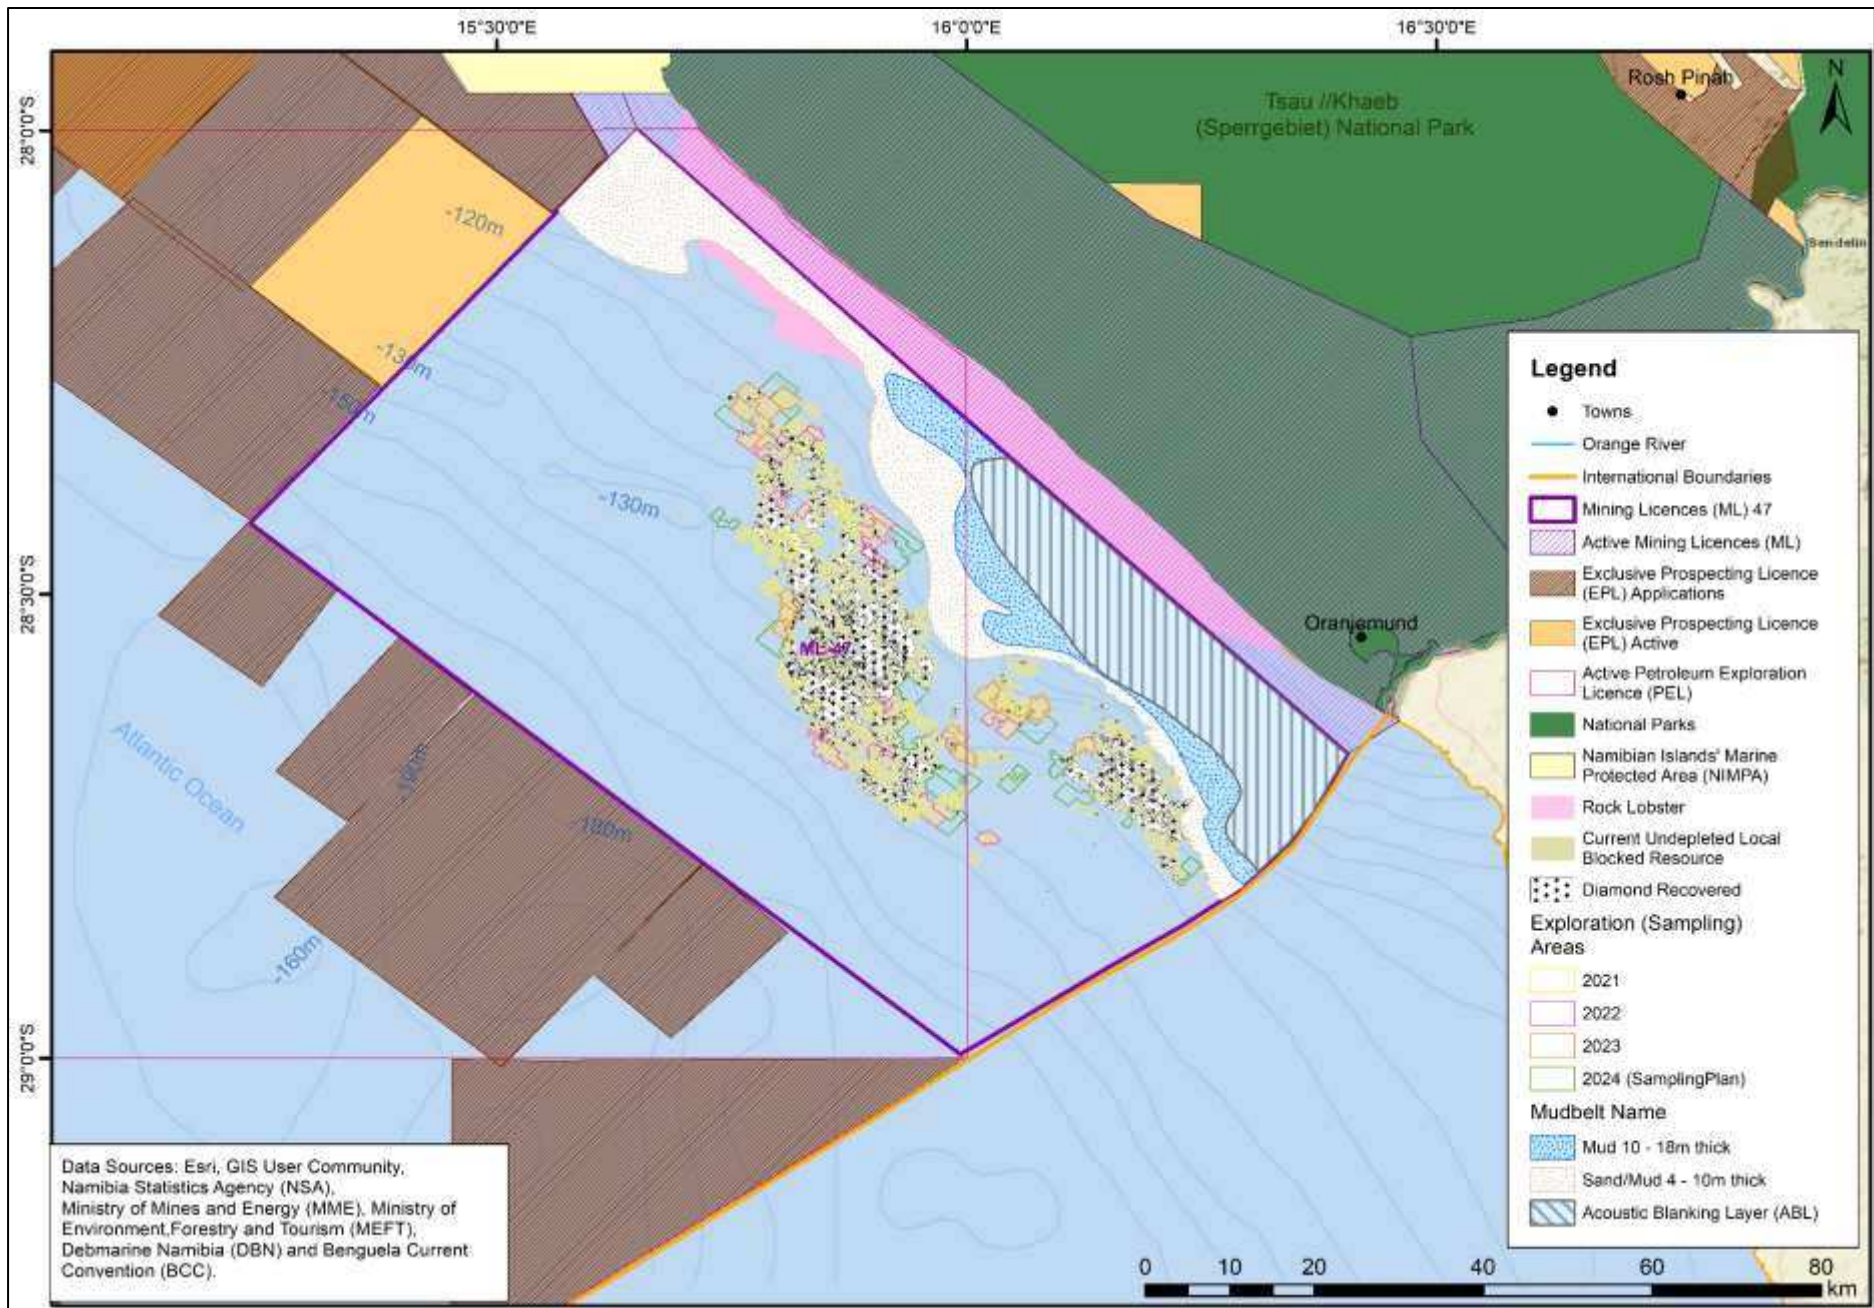 15°30'0"E
16°0'0"E
16°30'0"E
28°0'0"S
28°30'0"S
29°0'0"S
N
Rosh Pinah
Tsau //Khaeb
(Sperrgebiet) National Park
Sendelin
-120m
-130m
-150m
-130m
ML 47
Oranjemund
Atlantic Ocean
-190m
-180m
-160m
Legend
Towns
Orange River
International Boundaries
Mining Licences (ML) 47
Active Mining Licences (ML)
Exclusive Prospecting Licence
(EPL) Applications
Exclusive Prospecting Licence
(EPL) Active
Active Petroleum Exploration
Licence (PEL)
National Parks
Namibian Islands' Marine
Protected Area (NIMPA)
Rock Lobster
Current Undepleted Local
Blocked Resource
Diamond Recovered
Exploration (Sampling)
Areas
2021
2022
2023
2024 (SamplingPlan)
Mudbelt Name
Mud 10 - 18m thick
Sand/Mud 4 - 10m thick
Acoustic Blanking Layer (ABL)
Data Sources: Esri, GIS User Community,
Namibia Statistics Agency (NSA),
Ministry of Mines and Energy (MME), Ministry of
Environment,Forestry and Tourism (MEFT),
Debmarine Namibia (DBN) and Benguela Current
Convention (BCC).
0 10 20 40 60 80
km